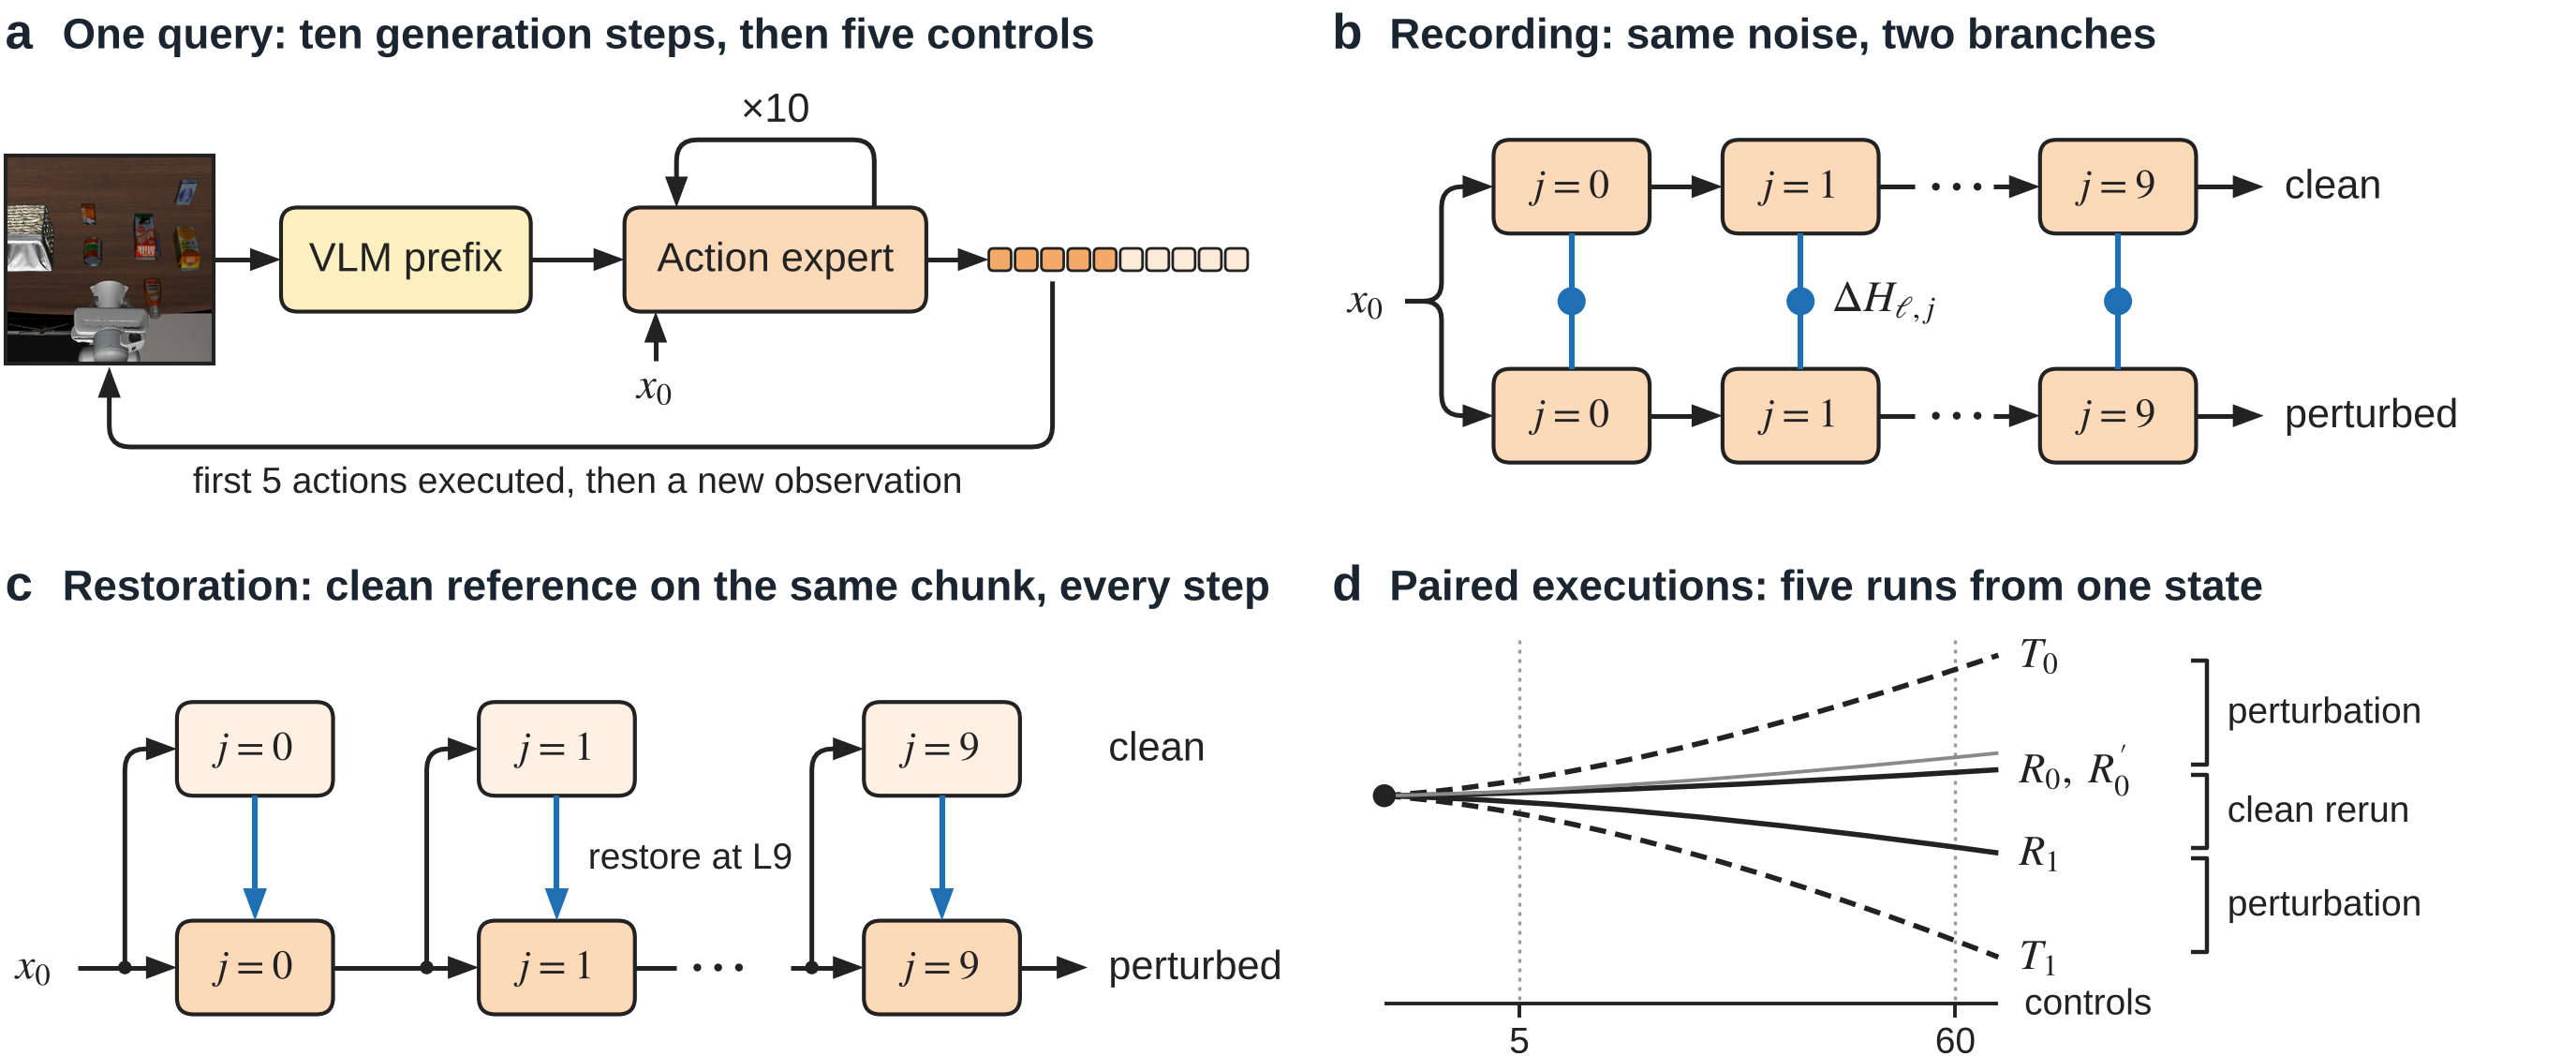 a One query: ten generation steps, then five controls
×10
VLM prefix
Action expert
x₀
first 5 actions executed, then a new observation
b Recording: same noise, two branches
j = 0
j = 1
· · ·
j = 9
clean
x₀
ΔH_ℓ,j
j = 0
j = 1
· · ·
j = 9
perturbed
c Restoration: clean reference on the same chunk, every step
j = 0
j = 1
j = 9
clean
restore at L9
x₀
j = 0
j = 1
· · ·
j = 9
perturbed
d Paired executions: five runs from one state
T₀
perturbation
R₀, R₀′
clean rerun
R₁
perturbation
T₁
controls
5
60